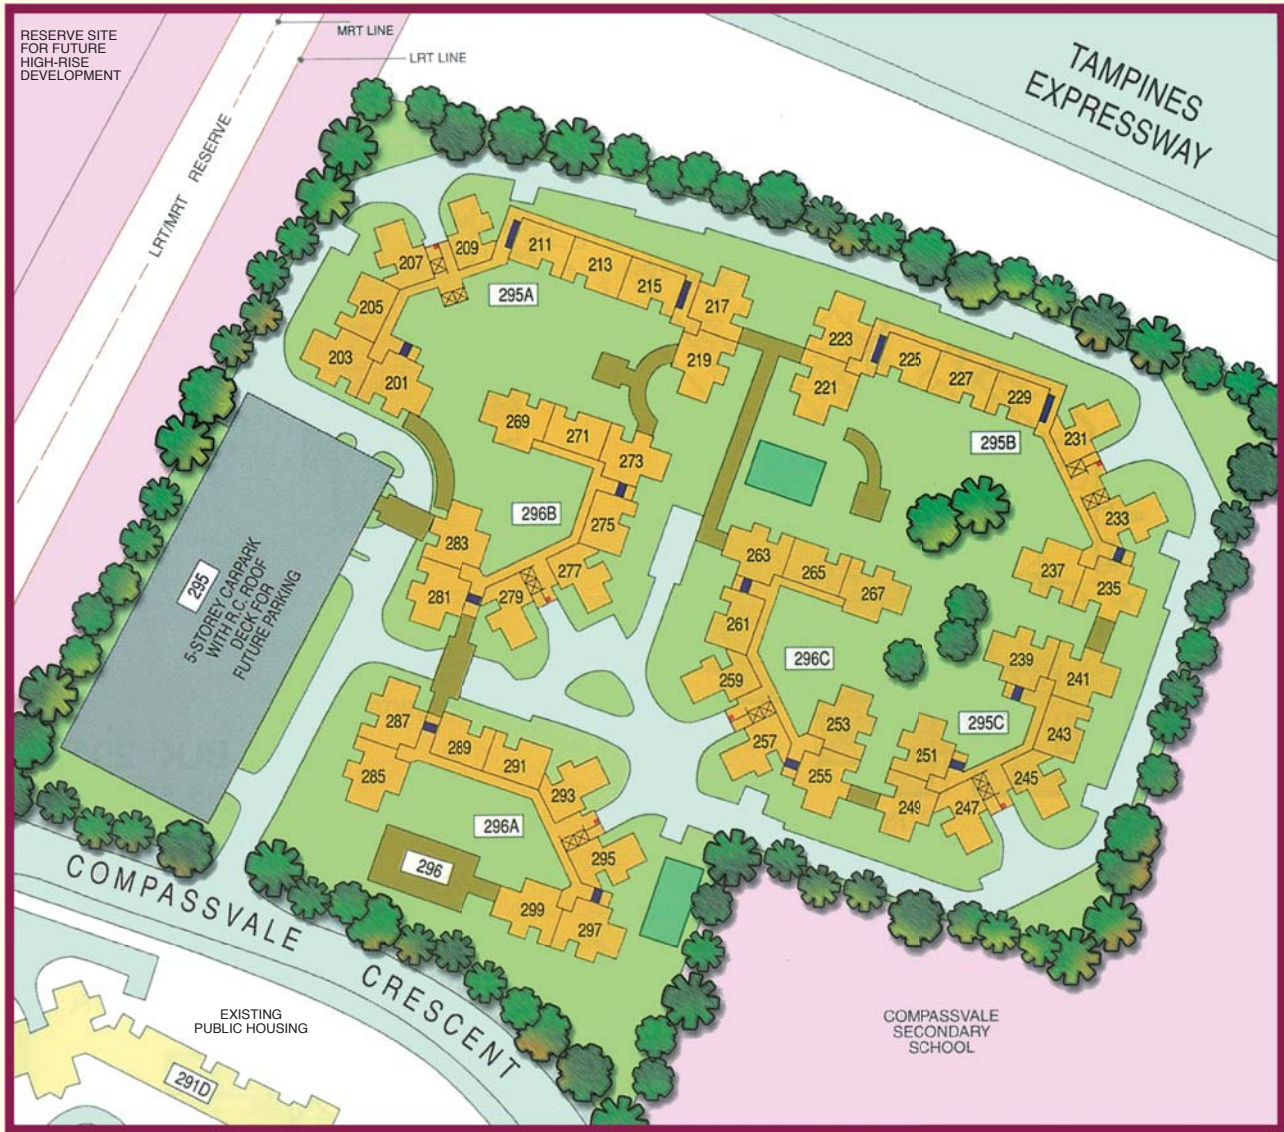 RESERVE SITE
FOR FUTURE
HIGH-RISE
DEVELOPMENT
MRT LINE
LRT LINE
LRT/MRT RESERVE
TAMPINES
EXPRESSWAY
207
209
211
213
215
217
219
205
203
201
295A
223
221
225
227
229
231
233
235
237
295B
269
271
273
275
277
279
281
283
296B
295
5-STOREY CARPARK
WITH R.C. ROOF
DECK FOR
FUTURE PARKING
263
265
267
261
259
257
255
253
296C
239
241
243
245
247
249
251
295C
287
285
289
291
293
295
297
299
296A
296
COMPASSVALE CRESCENT
EXISTING
PUBLIC HOUSING
291D
COMPASSVALE
SECONDARY
SCHOOL